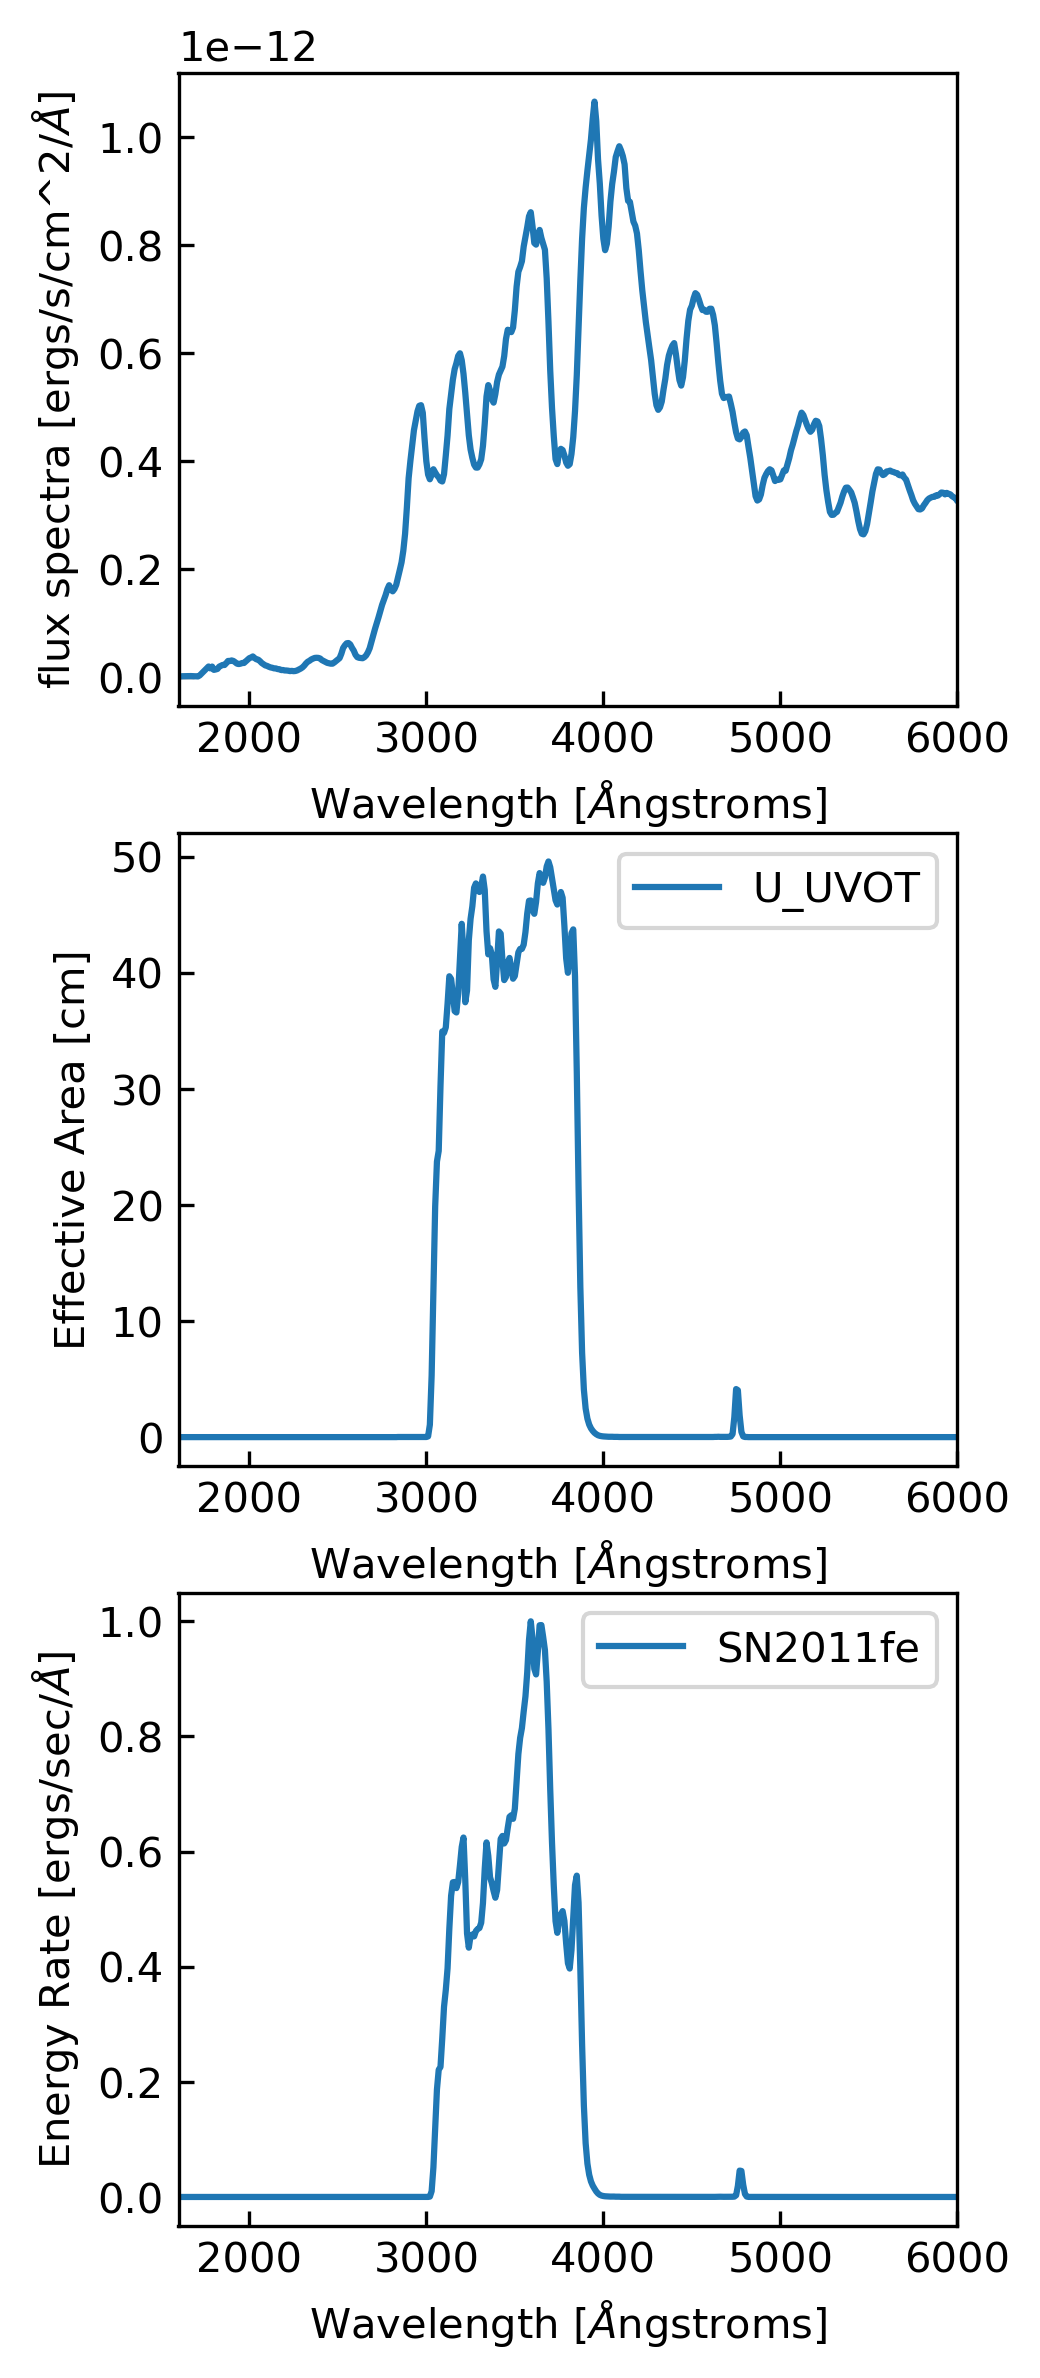 1e−12
flux spectra [ergs/s/cm^2/Å]
1.0
0.8
0.6
0.4
0.2
0.0
2000 3000 4000 5000 6000
Wavelength [Ångstroms]
Effective Area [cm]
50
40
30
20
10
0
U_UVOT
2000 3000 4000 5000 6000
Wavelength [Ångstroms]
Energy Rate [ergs/sec/Å]
1.0
0.8
0.6
0.4
0.2
0.0
SN2011fe
2000 3000 4000 5000 6000
Wavelength [Ångstroms]